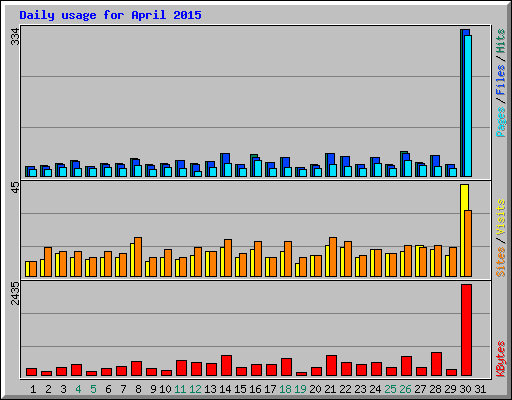 Daily usage for April 2015
334
Pages/Files/Hits
45
Sites/Visits
2435
KBytes
1 2 3 4 5 6 7 8 9 10 11 12 13 14 15 16 17 18 19 20 21 22 23 24 25 26 27 28 29 30 31